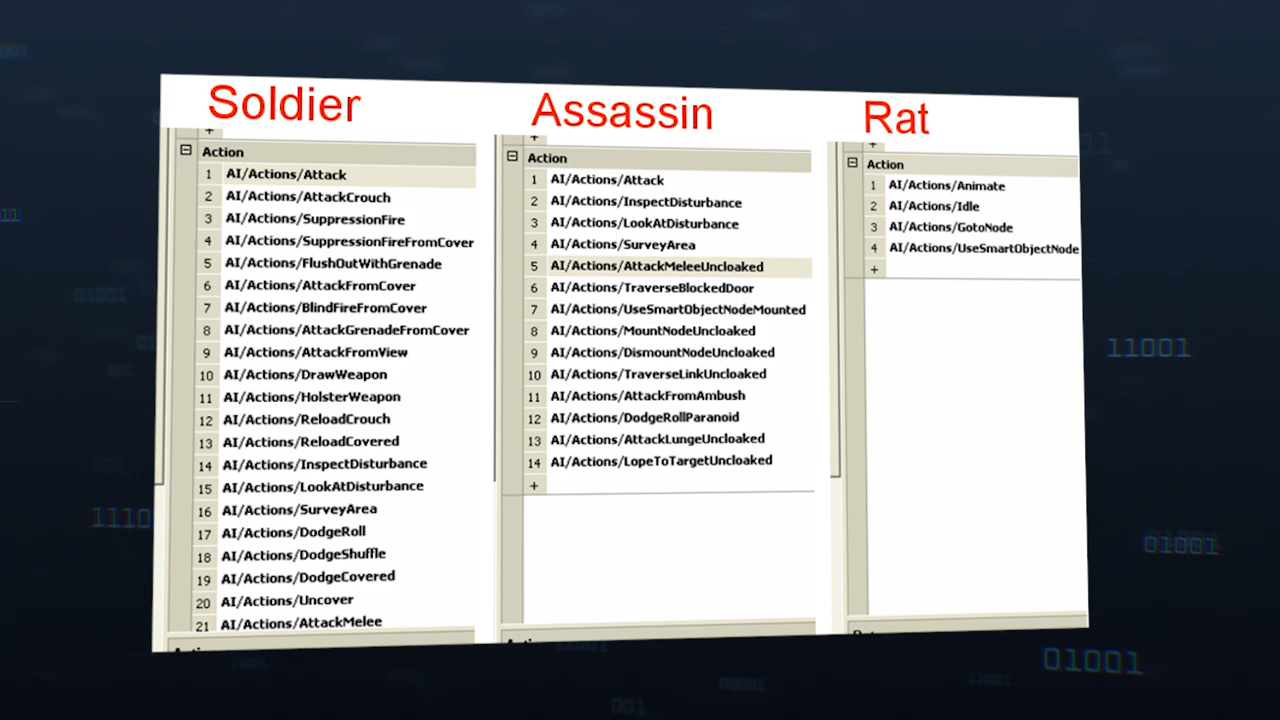 Soldier
+
Action
1 AI/Actions/Attack
2 AI/Actions/AttackCrouch
3 AI/Actions/SuppressionFire
4 AI/Actions/SuppressionFireFromCover
5 AI/Actions/FlushOutWithGrenade
6 AI/Actions/AttackFromCover
7 AI/Actions/BlindFireFromCover
8 AI/Actions/AttackGrenadeFromCover
9 AI/Actions/AttackFromView
10 AI/Actions/DrawWeapon
11 AI/Actions/HolsterWeapon
12 AI/Actions/ReloadCrouch
13 AI/Actions/ReloadCovered
14 AI/Actions/InspectDisturbance
15 AI/Actions/LookAtDisturbance
16 AI/Actions/SurveyArea
17 AI/Actions/DodgeRoll
18 AI/Actions/DodgeShuffle
19 AI/Actions/DodgeCovered
20 AI/Actions/Uncover
21 AI/Actions/AttackMelee
Assassin
+
Action
1 AI/Actions/Attack
2 AI/Actions/InspectDisturbance
3 AI/Actions/LookAtDisturbance
4 AI/Actions/SurveyArea
5 AI/Actions/AttackMeleeUncloaked
6 AI/Actions/TraverseBlockedDoor
7 AI/Actions/UseSmartObjectNodeMounted
8 AI/Actions/MountNodeUncloaked
9 AI/Actions/DismountNodeUncloaked
10 AI/Actions/TraverseLinkUncloaked
11 AI/Actions/AttackFromAmbush
12 AI/Actions/DodgeRollParanoid
13 AI/Actions/AttackLungeUncloaked
14 AI/Actions/LopeToTargetUncloaked
+
Rat
+
Action
1 AI/Actions/Animate
2 AI/Actions/Idle
3 AI/Actions/GotoNode
4 AI/Actions/UseSmartObjectNode
+
11001
01001
01001
1110
01001
11
001
00001
11001
001